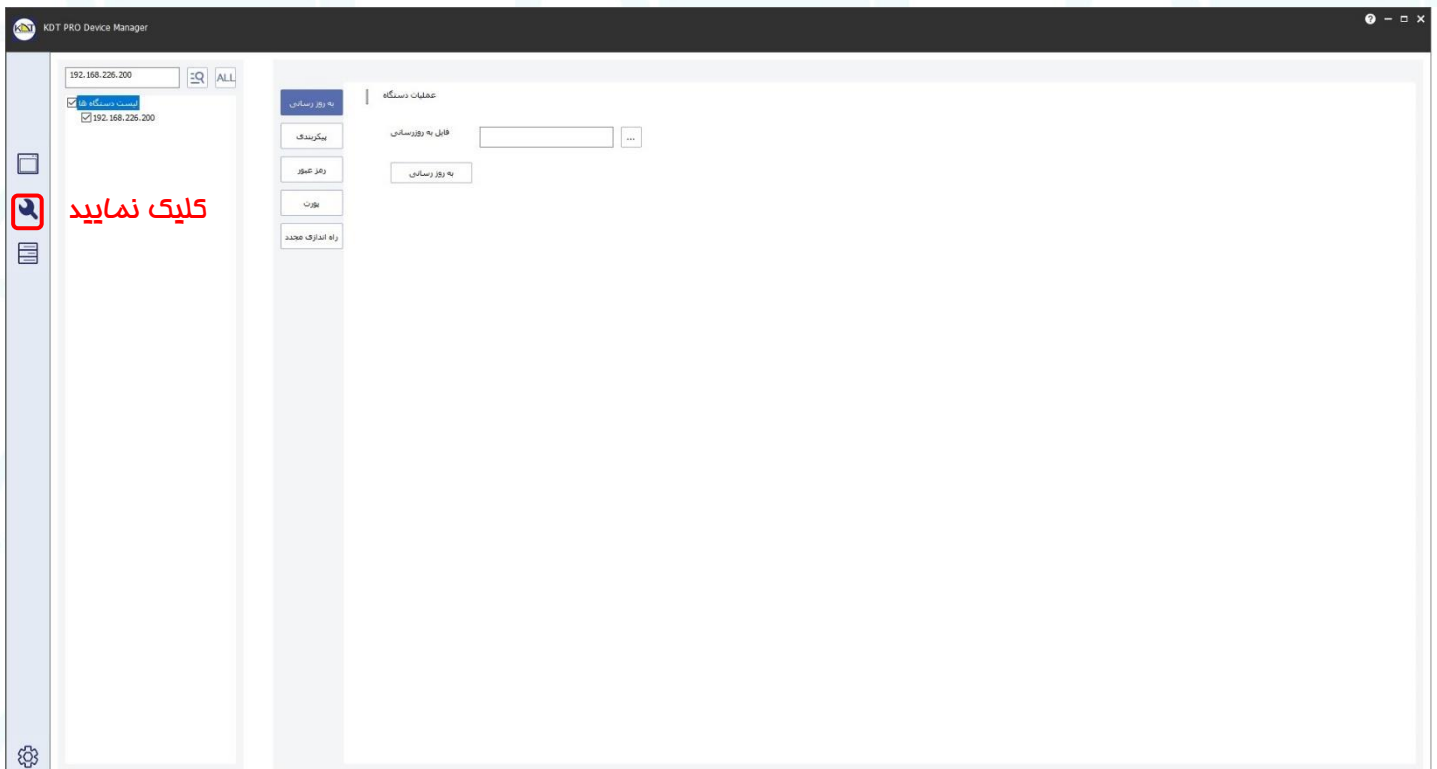 KDT PRO Device Manager
192.168.226.200
ALL
لیست دستگاه ها
192.168.226.200
کلیک نمایید
به روز رسانی
پیکربندی
رمز عبور
پورت
راه اندازی مجدد
عملیات دستگاه
فایل به روزرسانی
...
به روز رسانی